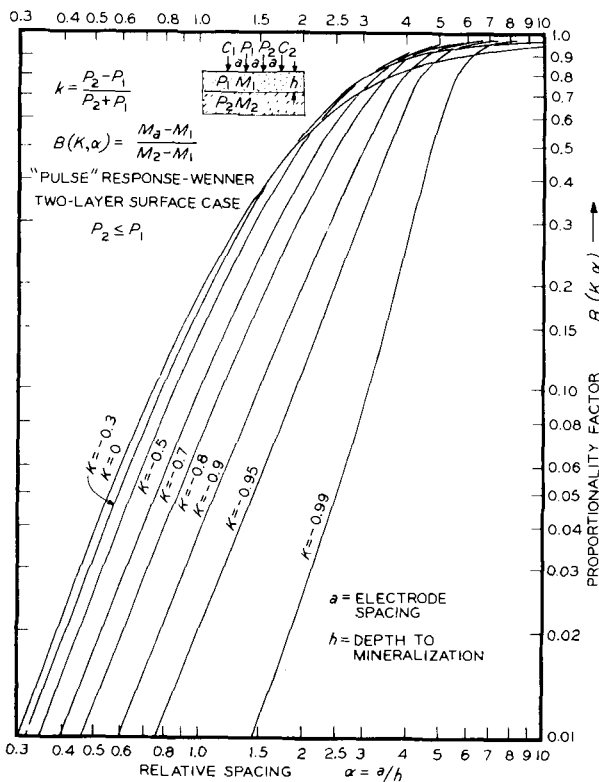 0.3 0.4 0.5 0.6 0.8 1.0 1.5 2.0 2.5 3 4 5 6 7 8 9 10
C1 P1 P2 C2
a a a
h
P1 M1
P2 M2
k = P2 - P1 / P2 + P1
B(K,α) = Ma - M1 / M2 - M1
"PULSE" RESPONSE-WENNER
TWO-LAYER SURFACE CASE
P2 ≤ P1
1.0
0.9
0.8
0.7
0.6
0.5
0.4
0.3
0.2
0.15
0.10
0.08
0.06
0.05
0.04
0.03
0.02
0.01
PROPORTIONALITY FACTOR B(K,α)
K=-0.3
K=0
K=-0.5
K=-0.7
K=-0.8
K=-0.9
K=-0.95
K=-0.99
a = ELECTRODE
SPACING
h = DEPTH TO
MINERALIZATION
0.3 0.4 0.5 0.6 0.8 1.0 1.5 2.0 2.5 3 4 5 6 7 8 9 10
RELATIVE SPACING α = a/h